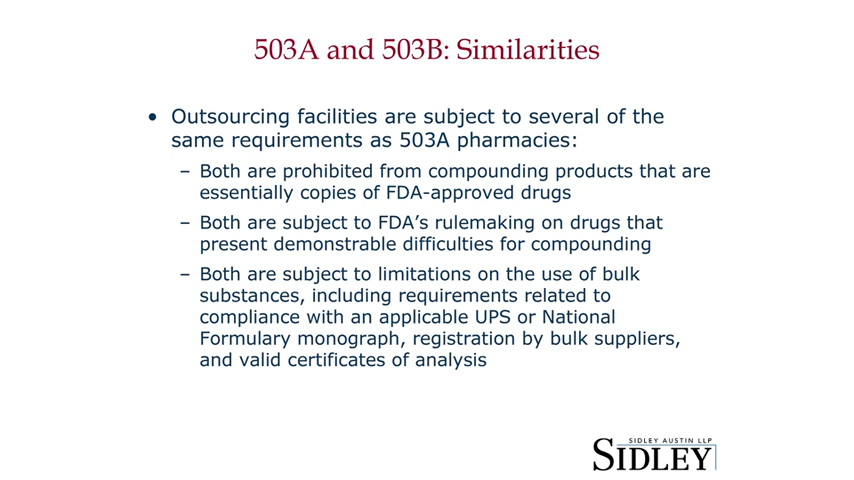 503A and 503B: Similarities
• Outsourcing facilities are subject to several of the
same requirements as 503A pharmacies:
– Both are prohibited from compounding products that are
essentially copies of FDA-approved drugs
– Both are subject to FDA’s rulemaking on drugs that
present demonstrable difficulties for compounding
– Both are subject to limitations on the use of bulk
substances, including requirements related to
compliance with an applicable UPS or National
Formulary monograph, registration by bulk suppliers,
and valid certificates of analysis
SIDLEY AUSTIN LLP
SIDLEY